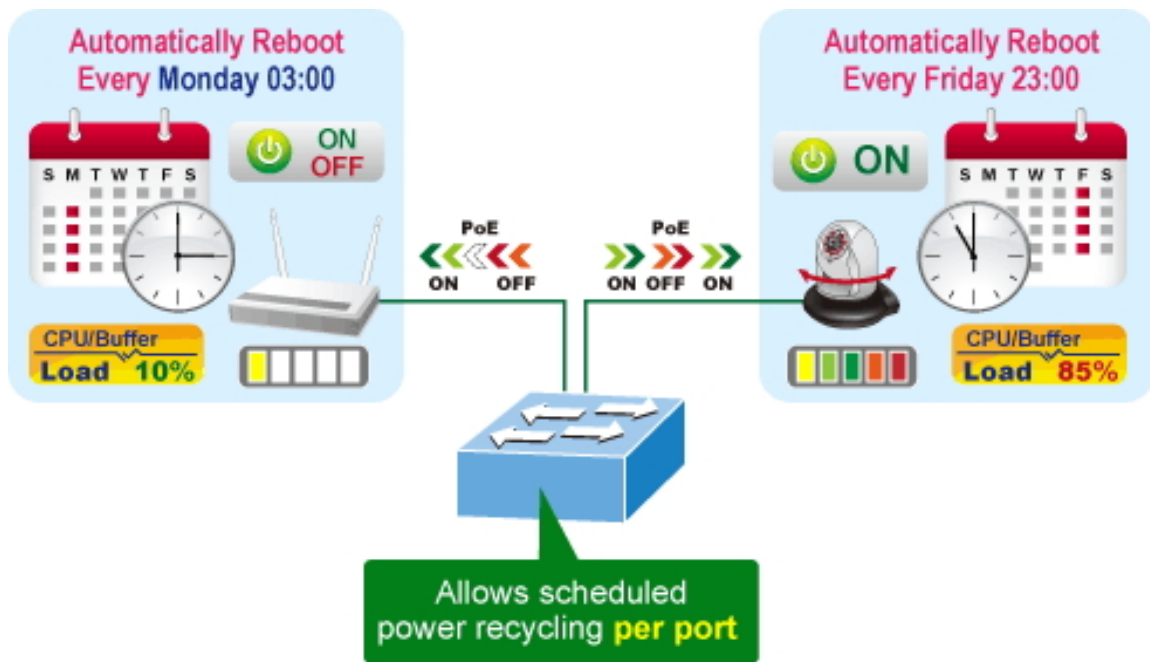 Automatically Reboot
Every Monday 03:00
S M T W T F S
ON
OFF
CPU/Buffer
Load 10%
PoE
ON OFF
PoE
ON OFF ON
Automatically Reboot
Every Friday 23:00
ON
S M T W T F S
CPU/Buffer
Load 85%
Allows scheduled
power recycling per port